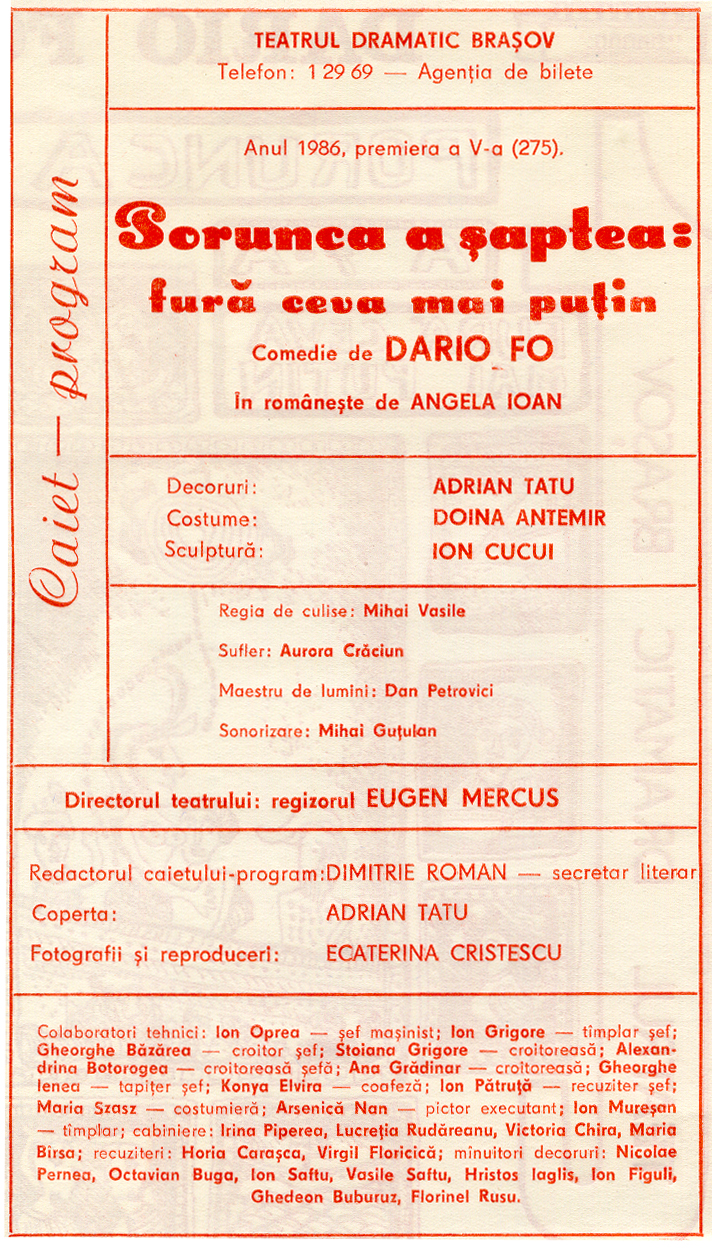 TEATRUL DRAMATIC BRAȘOV
Telefon: 1 29 69 — Agenția de bilete
Anul 1986, premiera a V-a (275).
Caiet — program
Porunca a șaptea:
fură ceva mai puțin
Comedie de DARIO FO
În românește de ANGELA IOAN
Decoruri: ADRIAN TATU
Costume: DOINA ANTEMIR
Sculptură: ION CUCUI
Regia de culise: Mihai Vasile
Sufler: Aurora Crăciun
Maestru de lumini: Dan Petrovici
Sonorizare: Mihai Guțulan
Directorul teatrului: regizorul EUGEN MERCUS
Redactorul caietului-program: DIMITRIE ROMAN — secretar literar
Coperta: ADRIAN TATU
Fotografii și reproduceri: ECATERINA CRISTESCU
Colaboratori tehnici: Ion Oprea — șef mașinist; Ion Grigore — tîmplar șef;
Gheorghe Băzărea — croitor șef; Stoiana Grigore — croitoreasă; Alexan-
drina Botorogea — croitoreasă șefă; Ana Grădinar — croitoreasă; Gheorghe
Ienea — tapițer șef; Konya Elvira — coafeză; Ion Pătruță — recuziter șef;
Maria Szasz — costumieră; Arsenică Nan — pictor executant; Ion Mureșan
— tîmplar; cabiniere: Irina Piperea, Lucreția Rudăreanu, Victoria Chira, Maria
Bîrsa; recuziteri: Horia Carașca, Virgil Floricică; mînuitori decoruri: Nicolae
Pernea, Octavian Buga, Ion Saftu, Vasile Saftu, Hristos Iaglis, Ion Figuli,
Ghedeon Buburuz, Florinel Rusu.